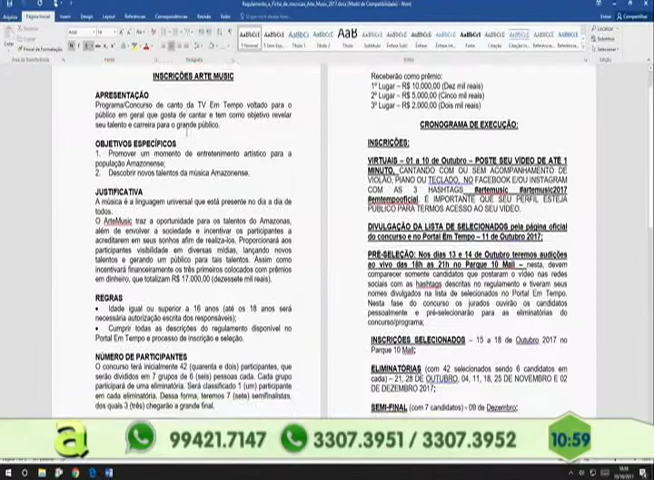 Regulamento_e_Ficha_de_inscricao_Arte_Music_2017.docx [Modo de Compatibilidade] - Word
INSCRIÇÕES ARTE MUSIC
APRESENTAÇÃO
Programa/Concurso de canto da TV Em Tempo voltado para o
público em geral que gosta de cantar e tem como objetivo revelar
seu talento e carreira para o grande público.
OBJETIVOS ESPECÍFICOS
1. Promover um momento de entretenimento artístico para a
população Amazonense;
2. Descobrir novos talentos da música Amazonense.
JUSTIFICATIVA
A música é a linguagem universal que está presente no dia a dia de
todos.
O ArteMusic traz a oportunidade para os talentos do Amazonas,
além de envolver a sociedade e incentivar os participantes a
acreditarem em seus sonhos afim de realiza-los. Proporcionará aos
participantes visibilidade em diversas mídias, lançando novos
talentos e gerando um público para tais talentos. Assim como
incentivará financeiramente os três primeiros colocados com prêmios
em dinheiro, que totalizam R$ 17.000,00 (dezessete mil reais).
REGRAS
• Idade igual ou superior a 16 anos (até os 18 anos será
necessária autorização escrita dos responsáveis);
• Cumprir todas as descrições do regulamento disponível no
Portal Em Tempo e processo de inscrição e seleção.
NÚMERO DE PARTICIPANTES
O concurso terá inicialmente 42 (quarenta e dois) participantes, que
serão divididos em 7 grupos de 6 (seis) pessoas cada. Cada grupo
participará de uma eliminatória. Será classificado 1 (um) participante
em cada eliminatória. Dessa forma, teremos 7 (sete) semifinalistas,
dos quais 3 (três) chegarão a grande final.
Receberão como prêmio:
1º Lugar – R$ 10.000,00 (Dez mil reais)
2º Lugar – R$ 5.000,00 (Cinco mil reais)
3º Lugar – R$ 2.000,00 (Dois mil reais)
CRONOGRAMA DE EXECUÇÃO:
INSCRIÇÕES:
VIRTUAIS – 01 a 10 de Outubro – POSTE SEU VÍDEO DE ATÉ 1
MINUTO, CANTANDO COM OU SEM ACOMPANHAMENTO DE
VIOLÃO, PIANO OU TECLADO, NO FACEBOOK E/OU INSTAGRAM
COM AS 3 HASHTAGS #artemusic #artemusic2017
#emtempooficial. É IMPORTANTE QUE SEU PERFIL ESTEJA
PÚBLICO PARA TERMOS ACESSO AO SEU VÍDEO.
DIVULGAÇÃO DA LISTA DE SELECIONADOS pela página oficial
do concurso e no Portal Em Tempo – 11 de Outubro 2017;
PRÉ-SELEÇÃO: Nos dias 13 e 14 de Outubro teremos audições
ao vivo das 18h as 21h no Parque 10 Mall – nesta, devem
comparecer somente candidatos que postaram o vídeo nas redes
sociais com as hashtags descritas no regulamento e tiveram seus
nomes divulgados na lista de selecionados no Portal Em Tempo.
Nesta fase do concurso os jurados ouvirão os candidatos
pessoalmente e pré-selecionará para as eliminatórias do
concurso/programa;
INSCRIÇÕES SELECIONADOS – 15 a 18 de Outubro 2017 no
Parque 10 Mall;
ELIMINATÓRIAS (com 42 selecionados sendo 6 candidatos em
cada) – 21, 28 DE OUTUBRO, 04, 11, 18, 25 DE NOVEMBRO E 02
DE DEZEMBRO 2017;
SEMI-FINAL (com 7 candidatos) - 09 de Dezembro;
a 99421.7147 3307.3951 / 3307.3952 10:59